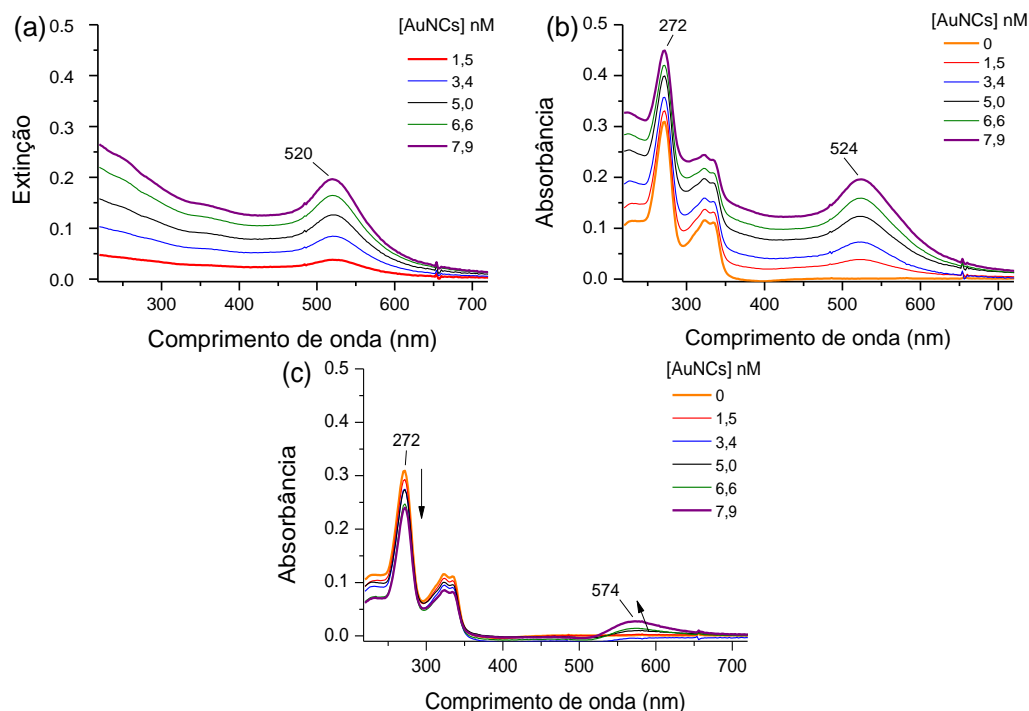 (a)
[AuNCs] nM
1,5
3,4
5,0
6,6
7,9
520
0.5
0.4
0.3
0.2
0.1
0.0
Extinção
300 400 500 600 700
Comprimento de onda (nm)
(b)
272
[AuNCs] nM
0
1,5
3,4
5,0
6,6
7,9
524
0.5
0.4
0.3
0.2
0.1
0.0
Absorbância
300 400 500 600 700
Comprimento de onda (nm)
(c)
[AuNCs] nM
0
1,5
3,4
5,0
6,6
7,9
272
574
0.5
0.4
0.3
0.2
0.1
0.0
Absorbância
300 400 500 600 700
Comprimento de onda (nm)